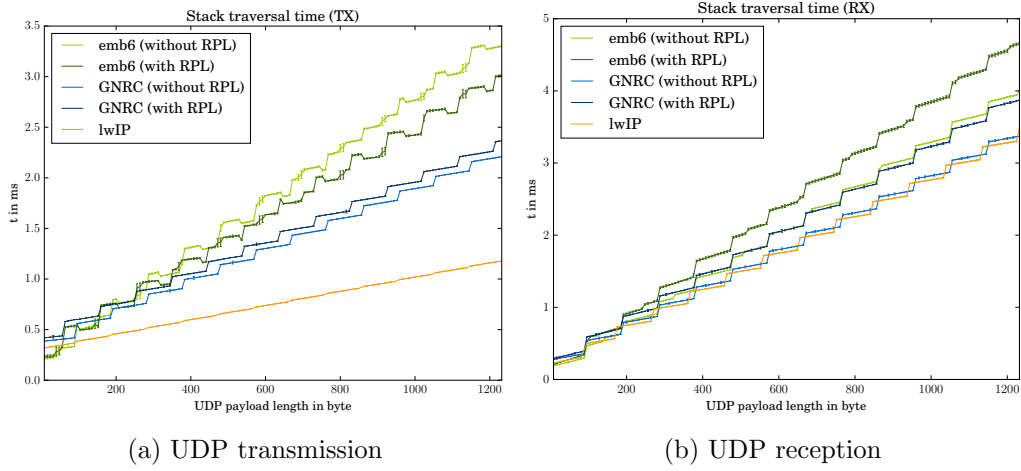 Stack traversal time (TX)
3.5
3.0
2.5
2.0
1.5
1.0
0.5
0.0
t in ms
emb6 (without RPL)
emb6 (with RPL)
GNRC (without RPL)
GNRC (with RPL)
lwIP
200 400 600 800 1000 1200
UDP payload length in byte
(a) UDP transmission
Stack traversal time (RX)
5
4
3
2
1
0
t in ms
emb6 (without RPL)
emb6 (with RPL)
GNRC (without RPL)
GNRC (with RPL)
lwIP
200 400 600 800 1000 1200
UDP payload length in byte
(b) UDP reception